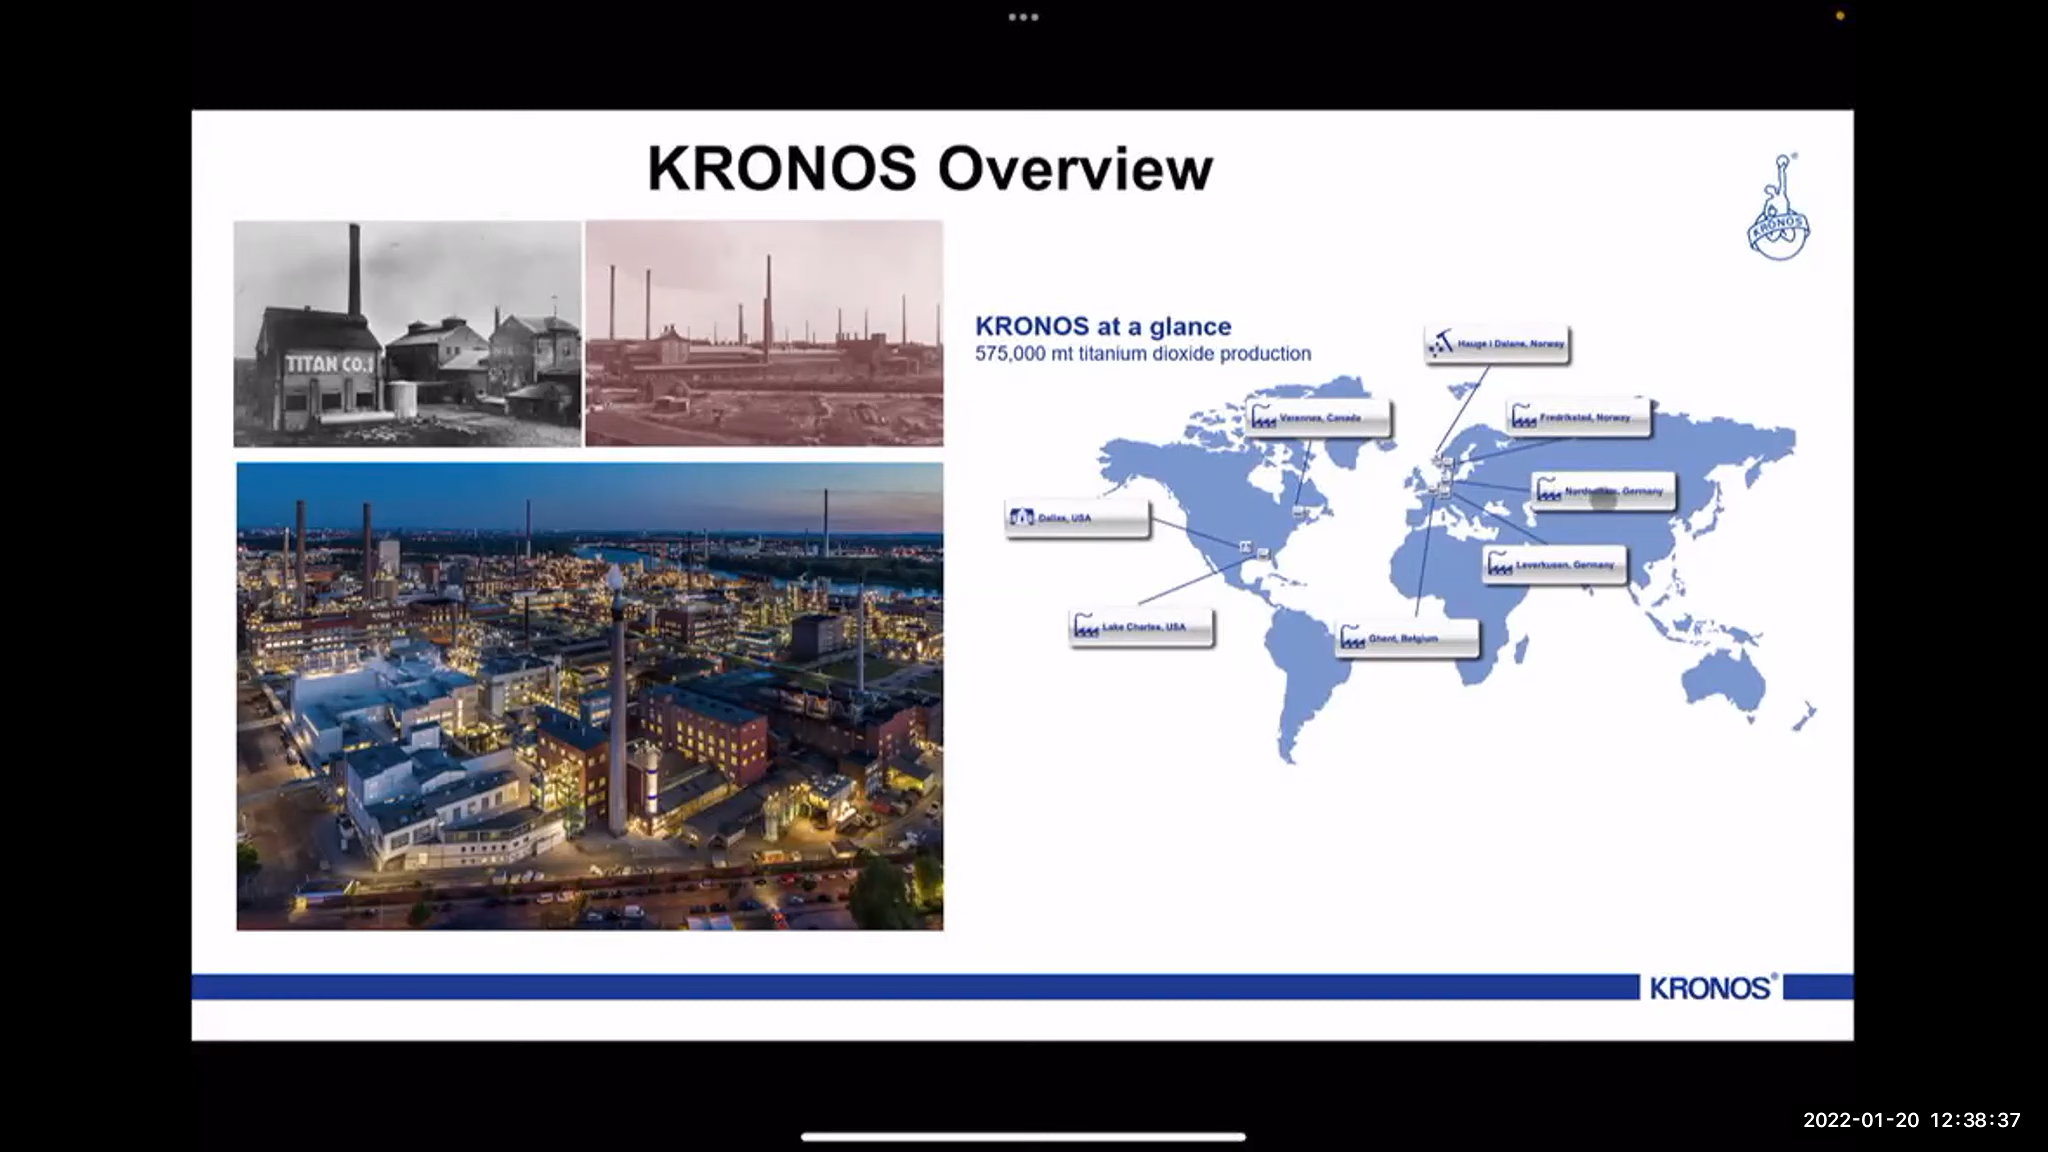 KRONOS Overview
KRONOS
TITAN CO.
KRONOS at a glance
575,000 mt titanium dioxide production
Hauge i Dalane, Norway
Varennes, Canada
Fredrikstad, Norway
Nordenham, Germany
Dallas, USA
Leverkusen, Germany
Lake Charles, USA
Ghent, Belgium
KRONOS®
2022-01-20 12:38:37